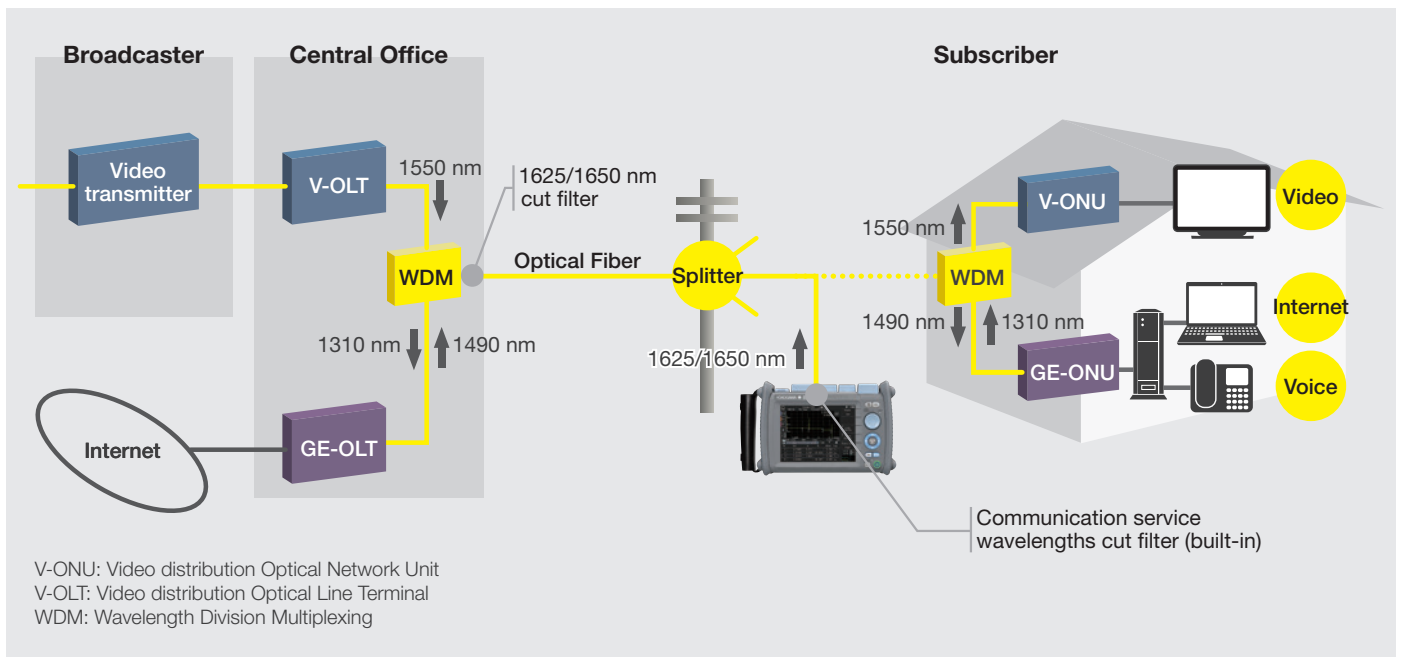 Broadcaster
Central Office
Subscriber
Video
transmitter
V-OLT
1550 nm
1625/1650 nm
cut filter
WDM
Optical Fiber
Splitter
1550 nm
V-ONU
Video
WDM
1490 nm
1310 nm
Internet
1310 nm
1490 nm
1625/1650 nm
GE-ONU
Voice
Internet
GE-OLT
Communication service
wavelengths cut filter (built-in)
V-ONU: Video distribution Optical Network Unit
V-OLT: Video distribution Optical Line Terminal
WDM: Wavelength Division Multiplexing